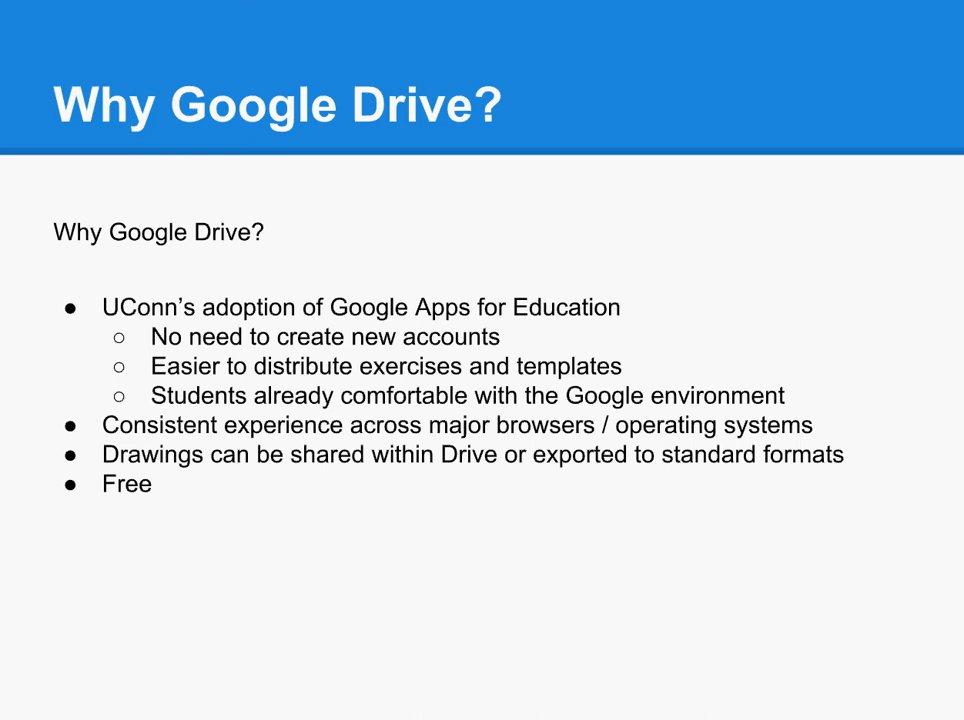 Why Google Drive?
Why Google Drive?
● UConn’s adoption of Google Apps for Education
○ No need to create new accounts
○ Easier to distribute exercises and templates
○ Students already comfortable with the Google environment
● Consistent experience across major browsers / operating systems
● Drawings can be shared within Drive or exported to standard formats
● Free